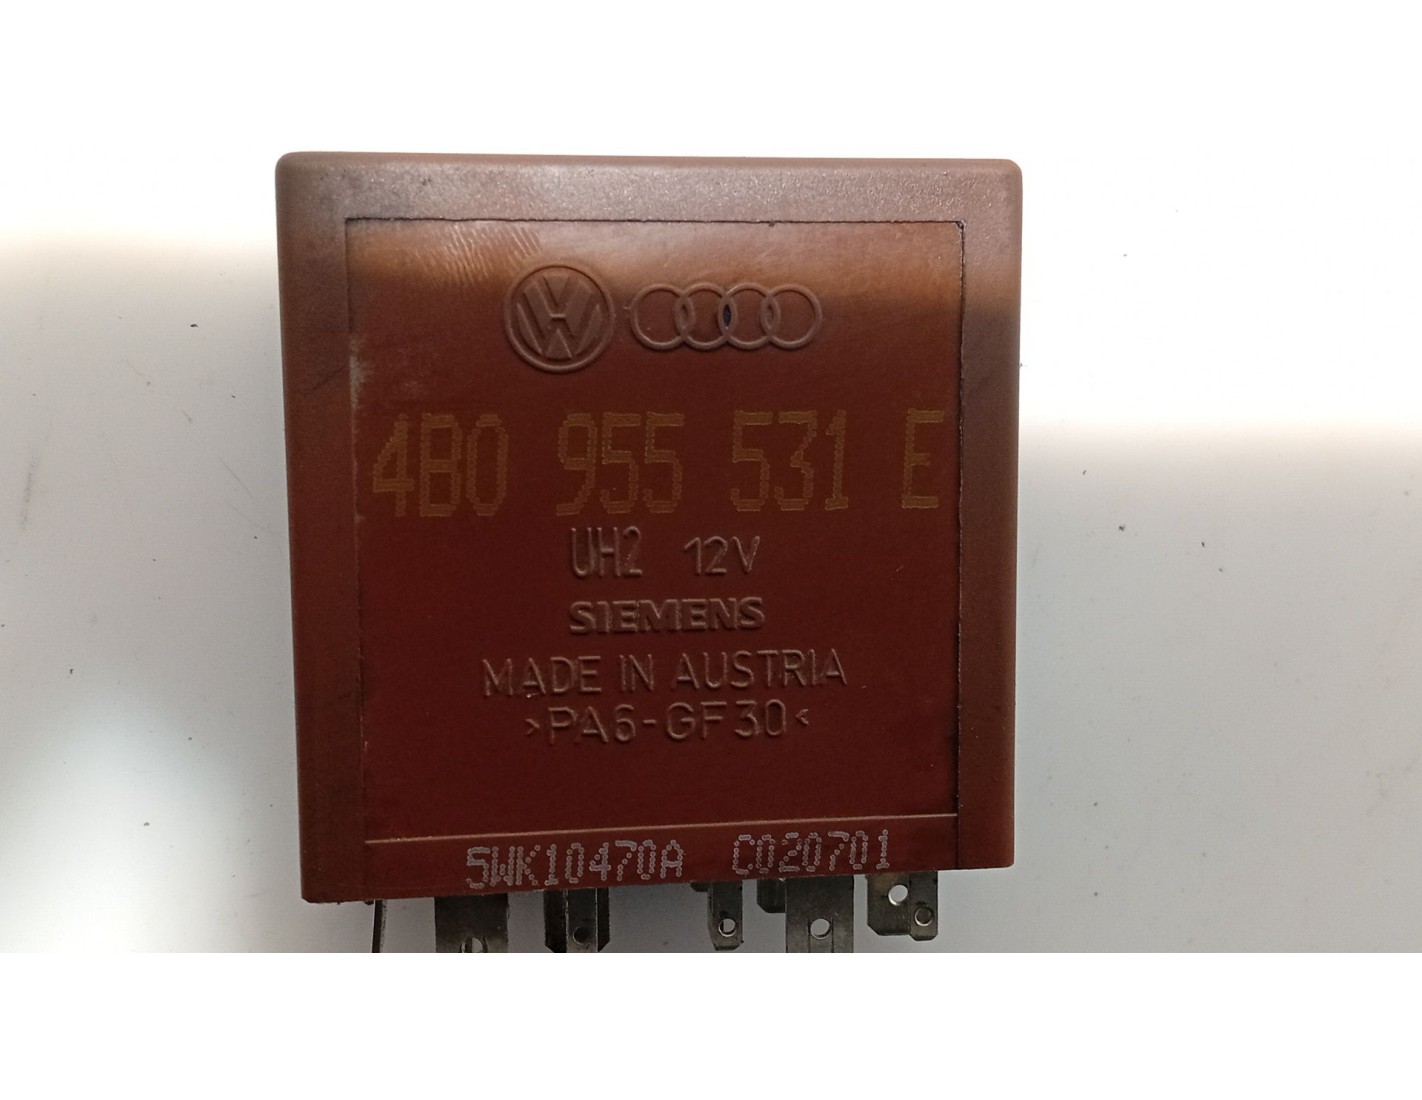 4B0 955 531 E
UH2 12V
SIEMENS
MADE IN AUSTRIA
>PA6-GF30<
5WK10470A C020701